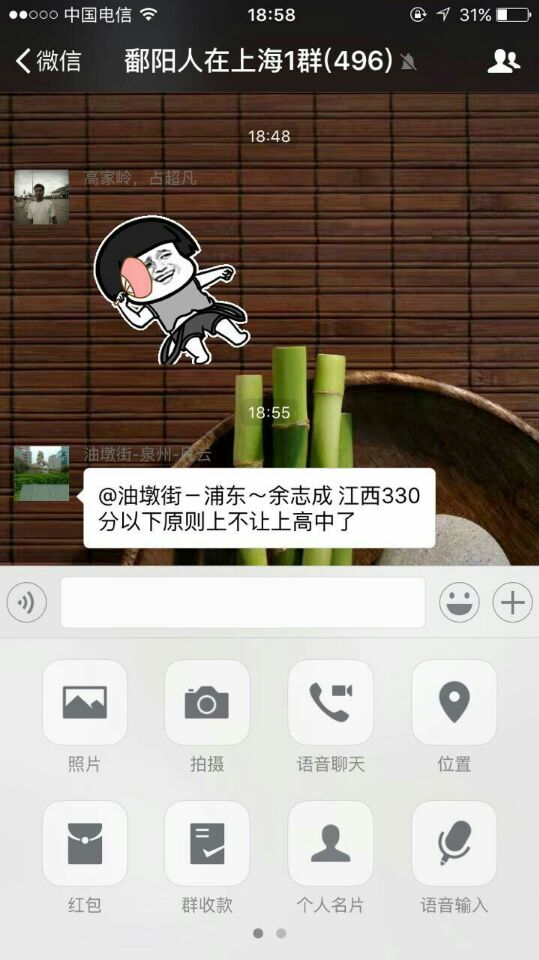 中国电信 18:58 31%
微信 鄱阳人在上海1群(496)
18:48
高家岭，占超凡
18:55
油墩街-泉州-风云
@油墩街－浦东～余志成 江西330
分以下原则上不让上高中了
照片 拍摄 语音聊天 位置
红包 群收款 个人名片 语音输入